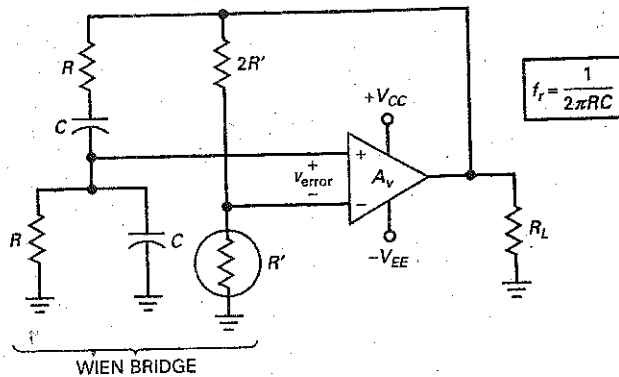 R
2R'
+V_CC
f_r = 1/(2πRC)
C
+
v_error
−
+
A_v
−
R
C
R'
−V_EE
R_L
WIEN BRIDGE